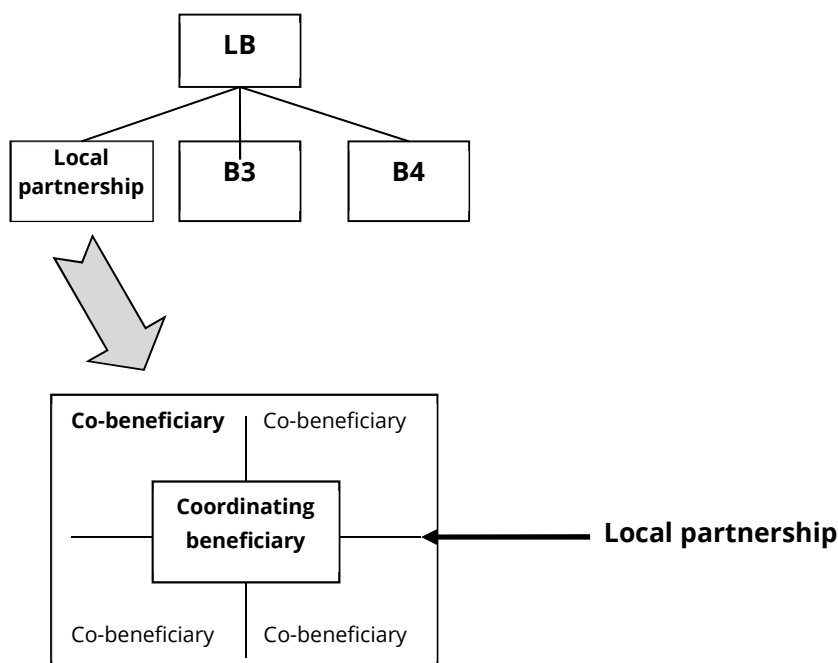 LB
Local
partnership
B3
B4
Co-beneficiary
Co-beneficiary
Coordinating
beneficiary
Local partnership
Co-beneficiary
Co-beneficiary